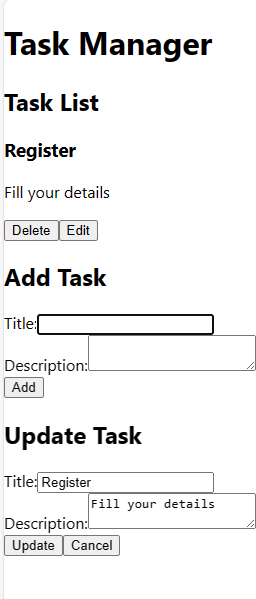 Task Manager
Task List
Register
Fill your details
Delete Edit
Add Task
Title:
Description:
Add
Update Task
Title: Register
Description: Fill your details
Update Cancel